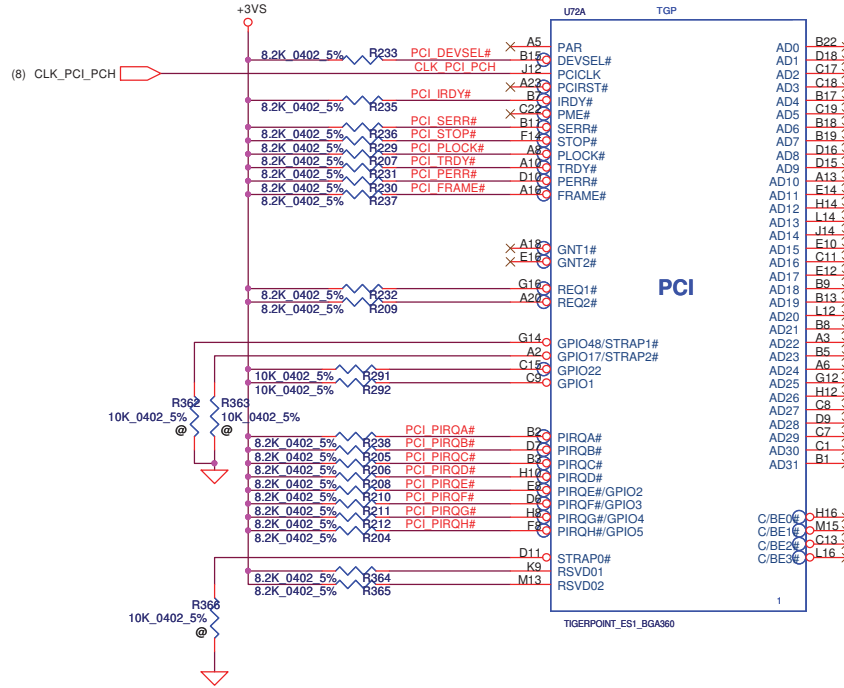 +3VS
U72A TGP
(8) CLK_PCI_PCH
8.2K_0402_5% R233 PCI_DEVSEL#
CLK_PCI_PCH
8.2K_0402_5% R235 PCI_IRDY#
8.2K_0402_5% R236 PCI_SERR#
8.2K_0402_5% R229 PCI_STOP#
8.2K_0402_5% R207 PCI_PLOCK#
8.2K_0402_5% R231 PCI_TRDY#
8.2K_0402_5% R230 PCI_PERR#
8.2K_0402_5% R237 PCI_FRAME#
8.2K_0402_5% R232
8.2K_0402_5% R209
10K_0402_5% R291
10K_0402_5% R292
R362 R363
10K_0402_5% 10K_0402_5%
@ @
8.2K_0402_5% R238 PCI_PIRQA#
8.2K_0402_5% R205 PCI_PIRQB#
8.2K_0402_5% R206 PCI_PIRQC#
8.2K_0402_5% R208 PCI_PIRQD#
8.2K_0402_5% R210 PCI_PIRQE#
8.2K_0402_5% R211 PCI_PIRQF#
8.2K_0402_5% R212 PCI_PIRQG#
8.2K_0402_5% R204 PCI_PIRQH#
8.2K_0402_5% R364
8.2K_0402_5% R365
R366
10K_0402_5%
@
A5 PAR
B15 DEVSEL#
J12 PCICLK
A23 PCIRST#
B7 IRDY#
C22 PME#
B11 SERR#
F14 STOP#
A8 PLOCK#
A10 TRDY#
D10 PERR#
A16 FRAME#
A18 GNT1#
E16 GNT2#
G16 REQ1#
A20 REQ2#
G14 GPIO48/STRAP1#
A2 GPIO17/STRAP2#
C15 GPIO22
C9 GPIO1
B2 PIRQA#
D7 PIRQB#
B3 PIRQC#
H10 PIRQD#
E8 PIRQE#/GPIO2
D6 PIRQF#/GPIO3
H8 PIRQG#/GPIO4
F8 PIRQH#/GPIO5
D11 STRAP0#
K9 RSVD01
M13 RSVD02
PCI
AD0 B22
AD1 D18
AD2 C17
AD3 C18
AD4 B17
AD5 C19
AD6 B18
AD7 B19
AD8 D16
AD9 D15
AD10 A13
AD11 E14
AD12 H14
AD13 L14
AD14 J14
AD15 E10
AD16 C11
AD17 E12
AD18 B9
AD19 B13
AD20 L12
AD21 B8
AD22 A3
AD23 B5
AD24 A6
AD25 G12
AD26 H12
AD27 C8
AD28 D9
AD29 C7
AD30 C1
AD31 B1
C/BE0# H16
C/BE1# M15
C/BE2# C13
C/BE3# L16
1
TIGERPOINT_ES1_BGA360